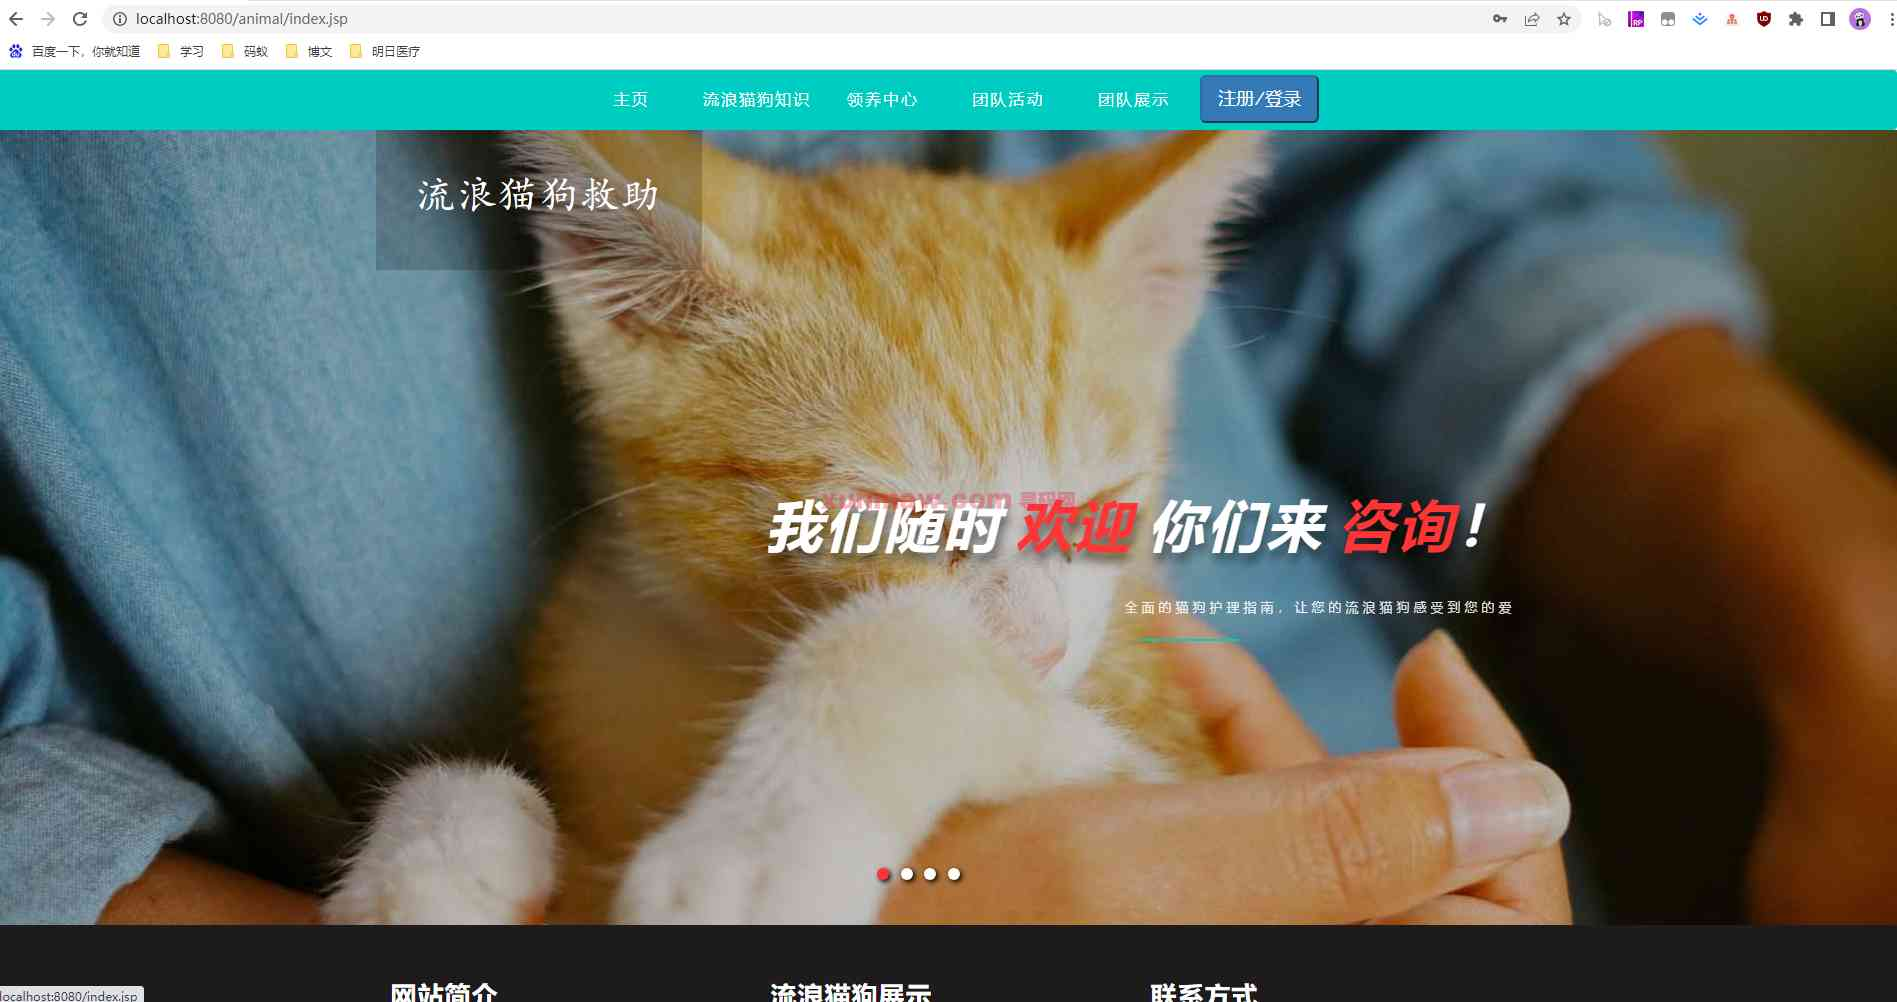 localhost:8080/animal/index.jsp
百度一下，你就知道 学习 码蚁 博文 明日医疗
主页 流浪猫狗知识 领养中心 团队活动 团队展示 注册/登录
流浪猫狗救助
我们随时 欢迎 你们来 咨询！
全面的猫狗护理指南，让您的流浪猫狗感受到您的爱
网站简介 流浪猫狗展示 联系方式
localhost:8080/index.jsp